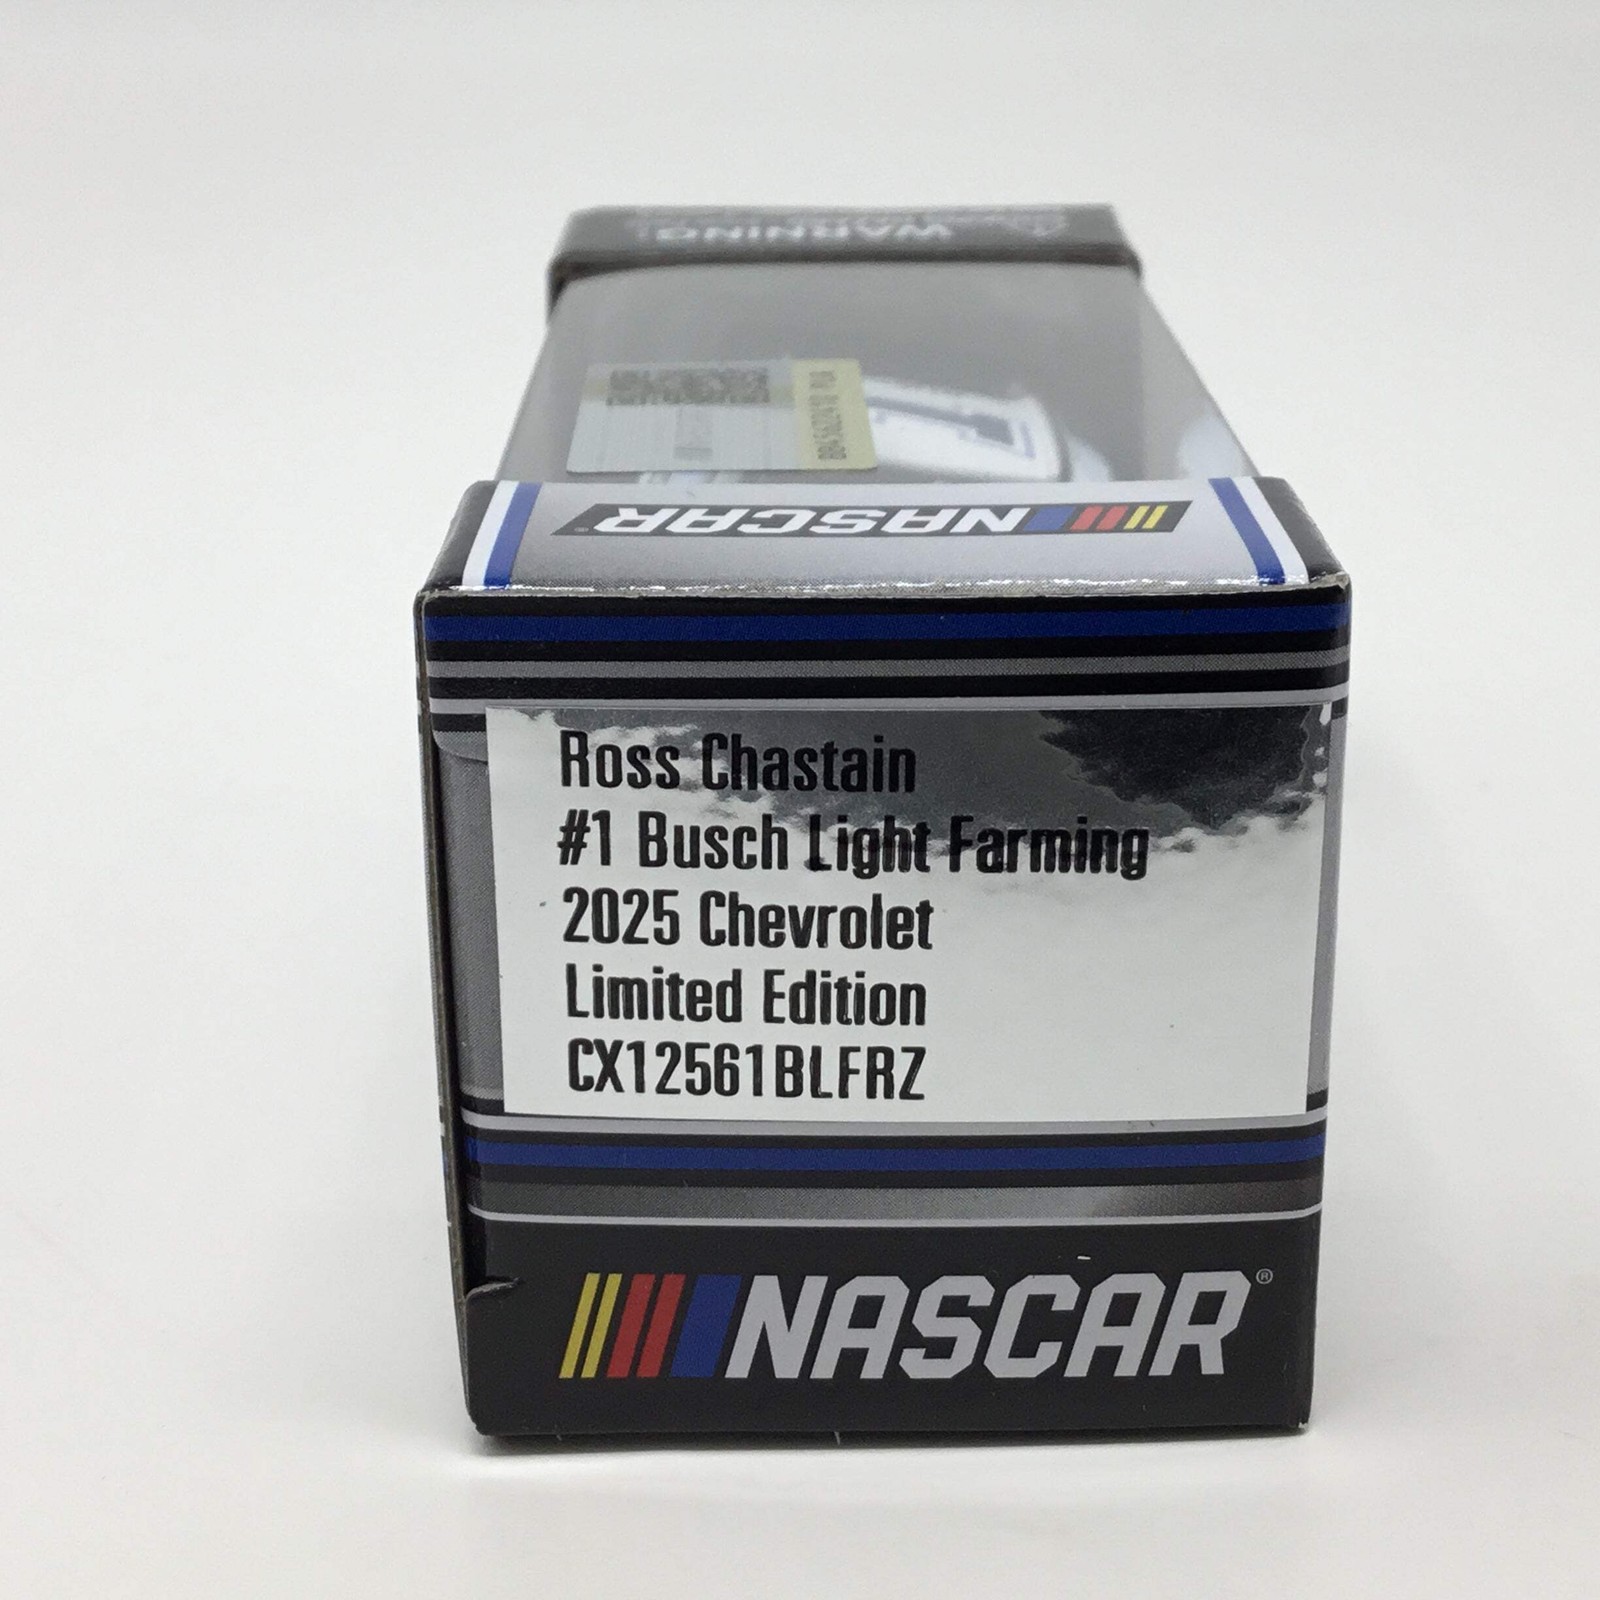 WARNING:
NASCAR
Ross Chastain
#1 Busch Light Farming
2025 Chevrolet
Limited Edition
CX12561BLFRZ
NASCAR®